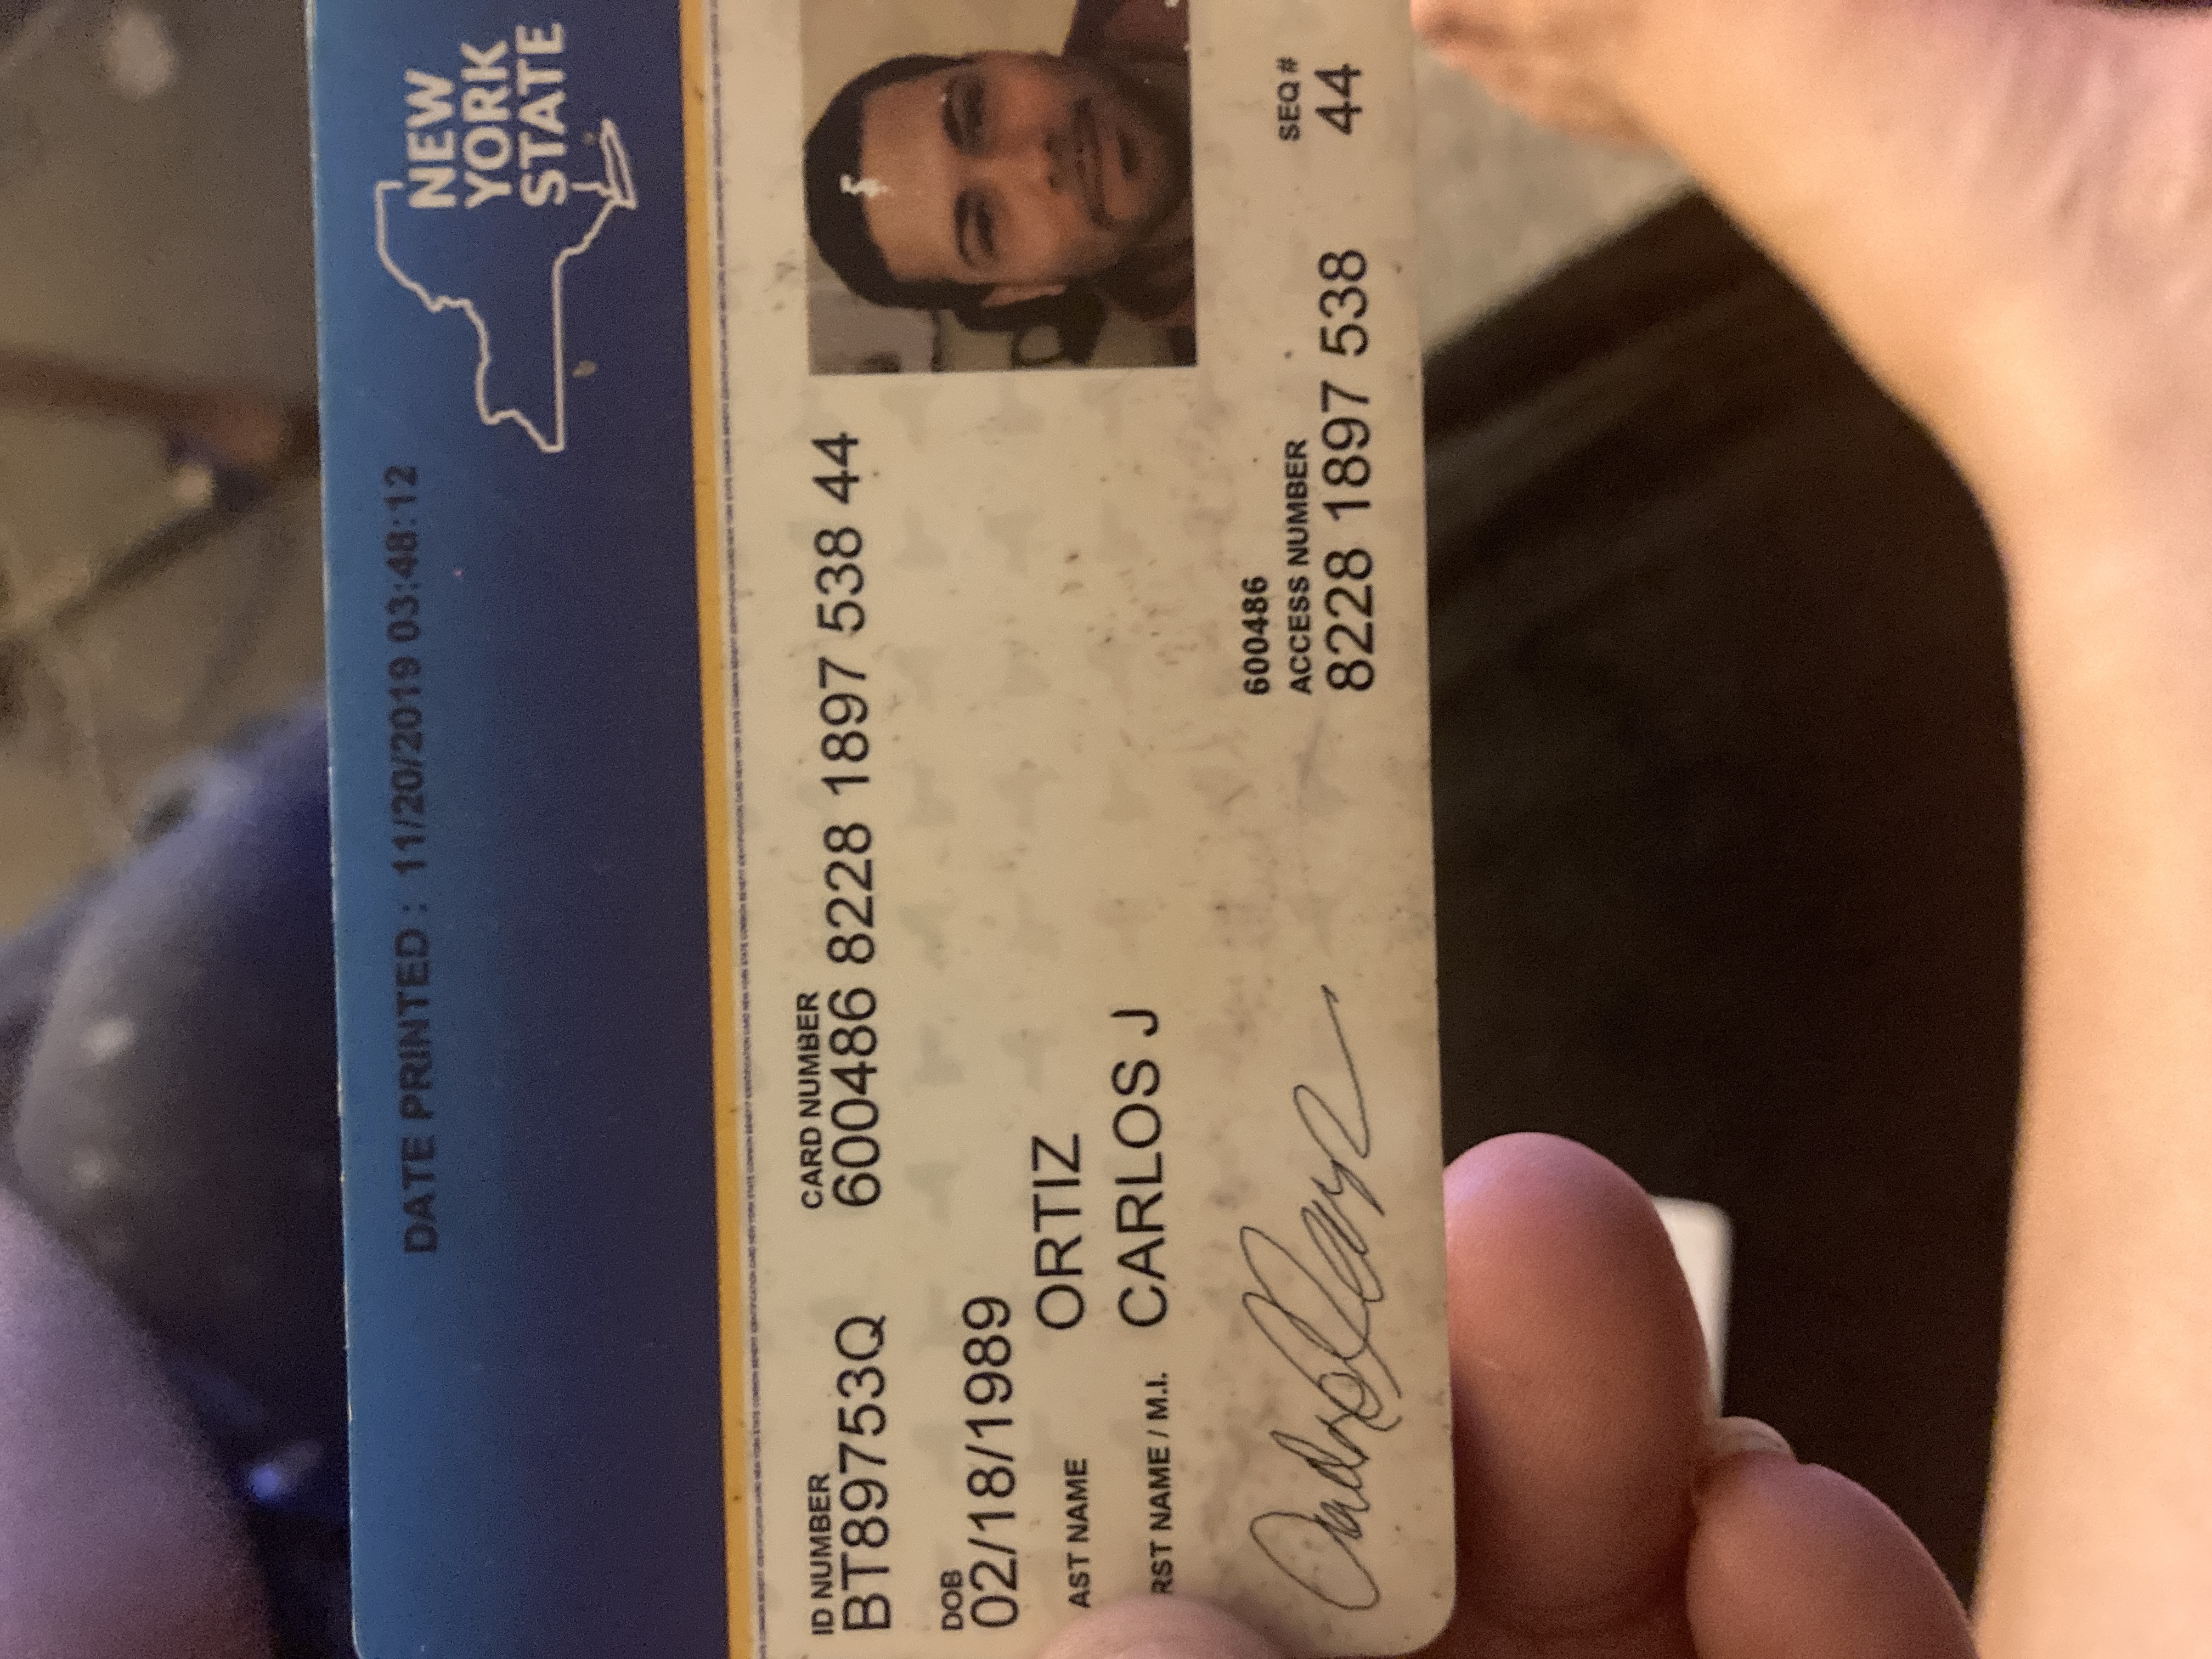 DATE PRINTED : 11/20/2019 03:48:12
NEW
YORK
STATE
ID NUMBER
BT89753Q
CARD NUMBER
600486 8228 1897 538 44
DOB
02/18/1989
AST NAME ORTIZ
RST NAME / M.I. CARLOS J
600486
ACCESS NUMBER
8228 1897 538
SEQ #
44